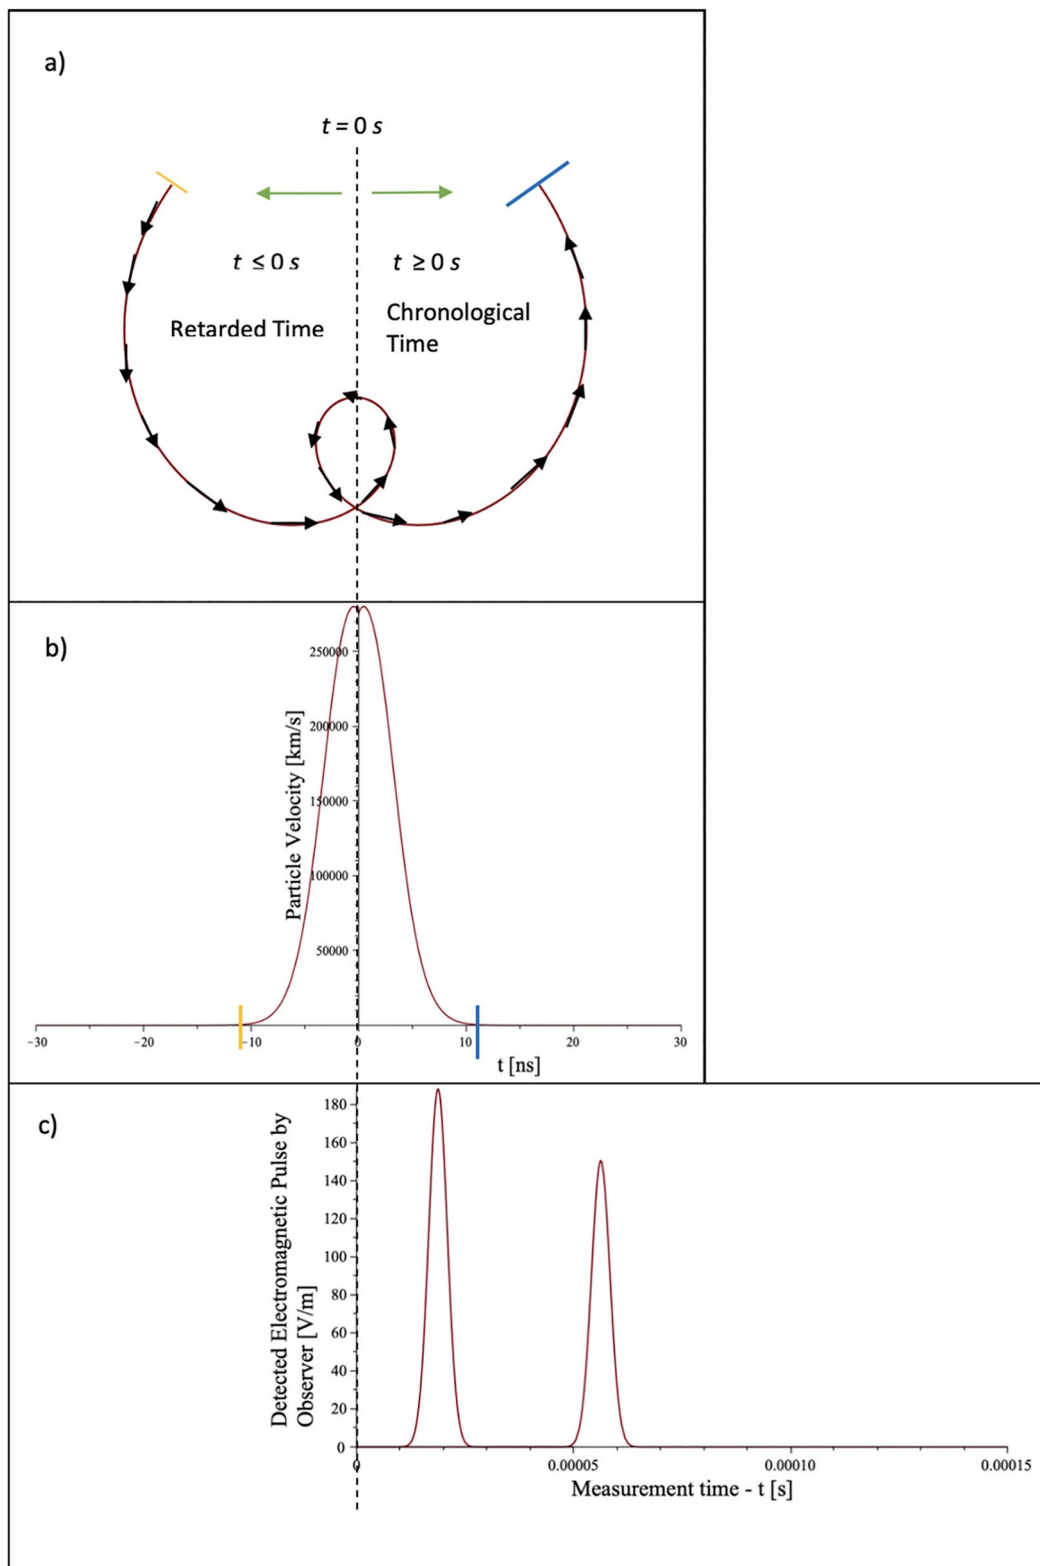 a)
t = 0 s
t ≤ 0 s
t ≥ 0 s
Retarded Time
Chronological
Time
b)
Particle Velocity [km/s]
250000
200000
150000
100000
50000
−30
−20
−10
0
10
20
30
t [ns]
c)
Detected Electromagnetic Pulse by
Observer [V/m]
180
160
140
120
100
80
60
40
20
0
0
0.00005
0.00010
0.00015
Measurement time - t [s]